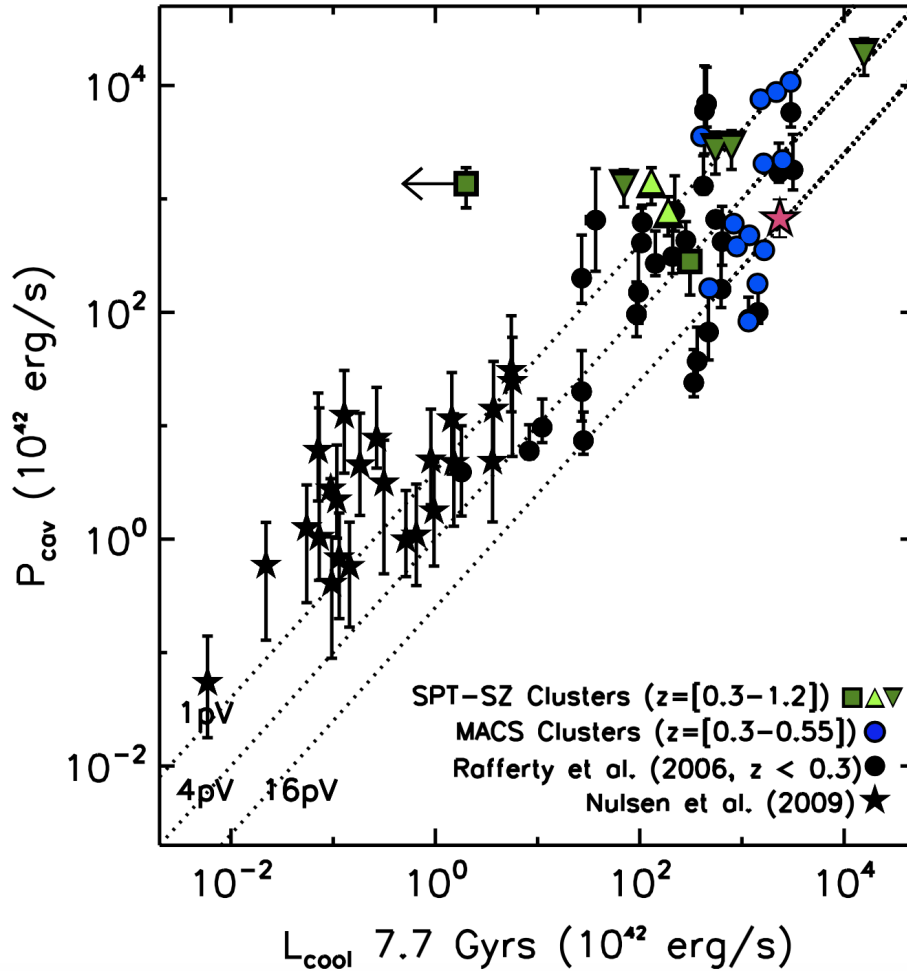 10⁴
10²
10⁰
10⁻²
P_cav (10⁴² erg/s)
1pV
4pV 16pV
SPT-SZ Clusters (z=[0.3-1.2])
MACS Clusters (z=[0.3-0.55])
Rafferty et al. (2006, z < 0.3)
Nulsen et al. (2009)
10⁻² 10⁰ 10² 10⁴
L_cool 7.7 Gyrs (10⁴² erg/s)